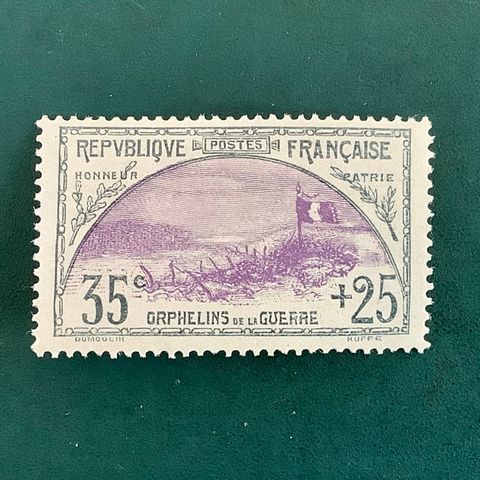 REPVBLIQVE POSTES FRANÇAISE
HONNEUR PATRIE
35c +25
ORPHELINS DE LA GUERRE
DUMOULIN RUFFE